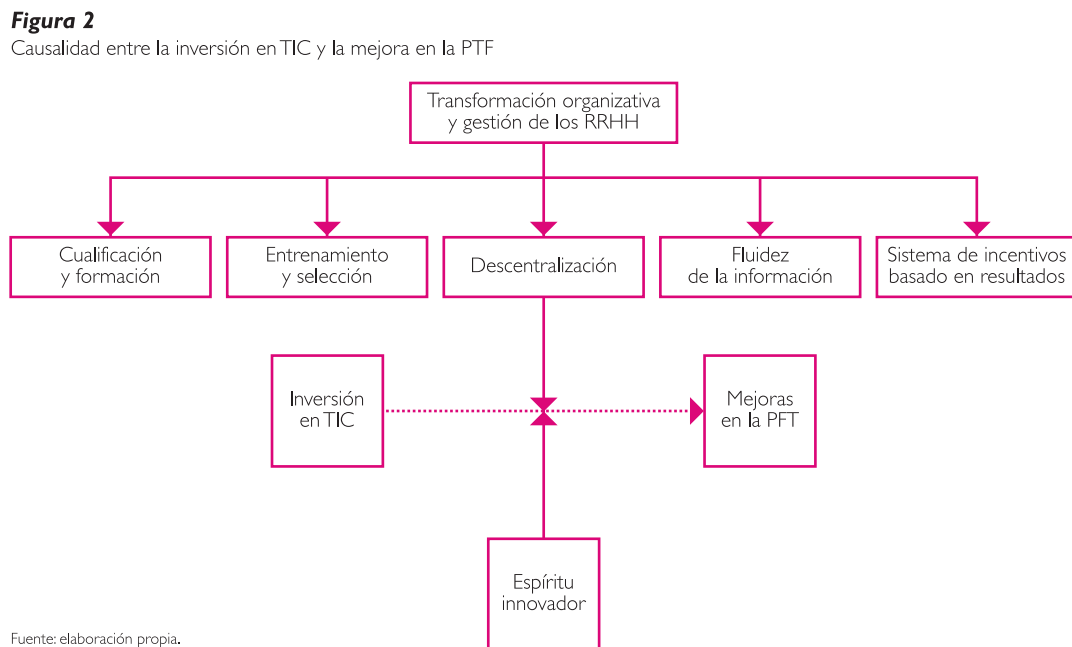 Figura 2
Causalidad entre la inversión en TIC y la mejora en la PTF
Transformación organizativa
y gestión de los RRHH
Cualificación
y formación
Entrenamiento
y selección
Descentralización
Fluidez
de la información
Sistema de incentivos
basado en resultados
Inversión
en TIC
Mejoras
en la PFT
Espíritu
innovador
Fuente: elaboración propia.